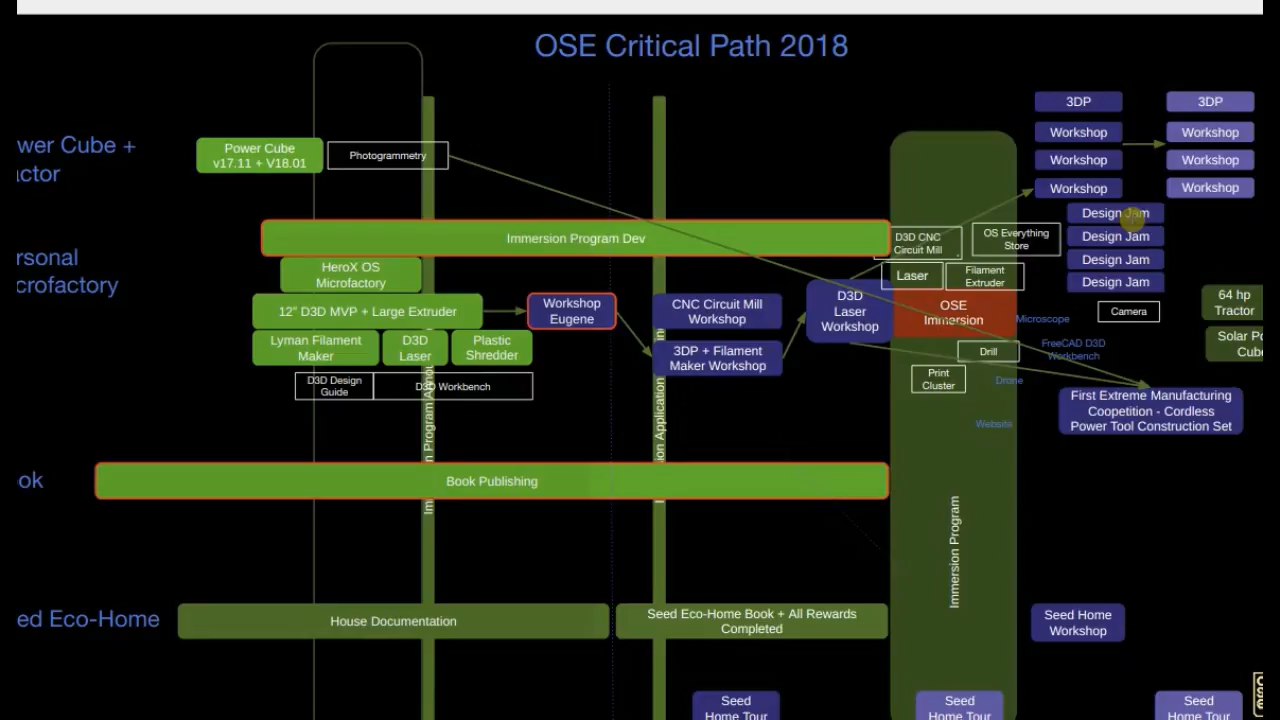 OSE Critical Path 2018
wer Cube +
ctor
Power Cube
v17.11 + V18.01
Photogrammetry
3DP
Workshop
Workshop
Workshop
3DP
Workshop
Workshop
Workshop
Design Jam
Design Jam
Design Jam
Design Jam
rsonal
crofactory
Immersion Program Dev
HeroX OS
Microfactory
12" D3D MVP + Large Extruder
Workshop
Eugene
Lyman Filament
Maker
D3D
Laser
Plastic
Shredder
D3D Design
Guide
D3D Workbench
CNC Circuit Mill
Workshop
3DP + Filament
Maker Workshop
D3D
Laser
Workshop
D3D CNC
Circuit Mill
OS Everything
Store
Laser
Filament
Extruder
OSE
Immersion
Microscope
Camera
64 hp
Tractor
Solar
Drill
FreeCAD D3D
Workbench
Print
Cluster
Drone
Website
First Extreme Manufacturing
Coopetition - Cordless
Power Tool Construction Set
ok
Book Publishing
Program
Application
Immersion Program
ed Eco-Home
House Documentation
Seed Eco-Home Book + All Rewards
Completed
Seed Home
Workshop
Seed
Home Tour
Seed
Home Tour
Seed
Home Tour